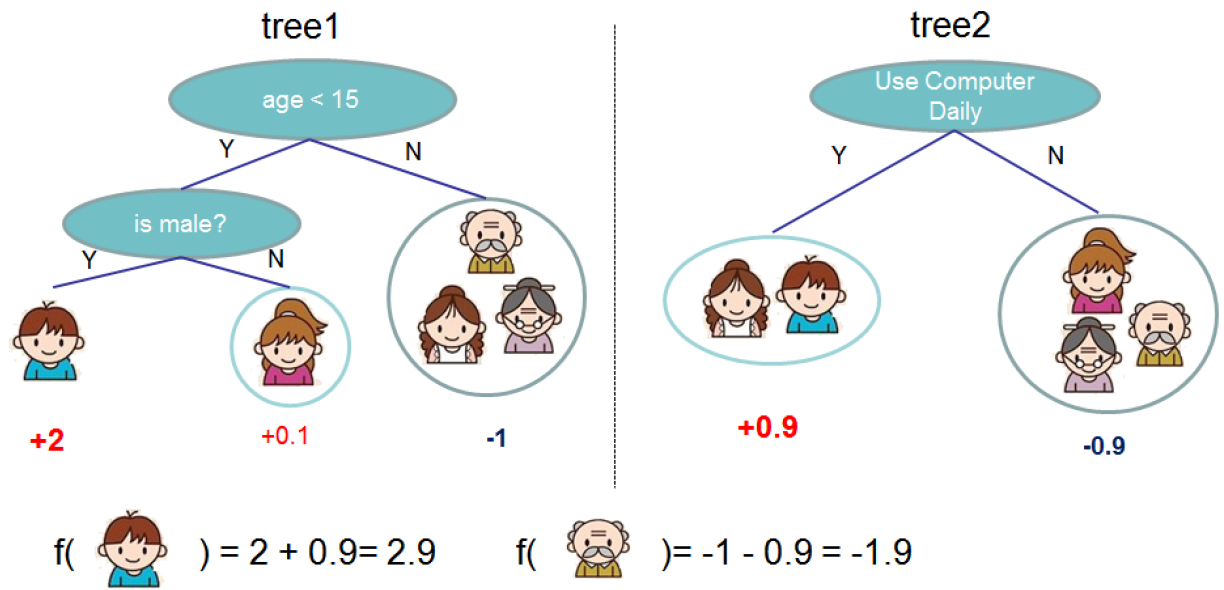 tree1
age < 15
Y
N
is male?
Y
N
+2
+0.1
-1
tree2
Use Computer
Daily
Y
N
+0.9
-0.9
f( ) = 2 + 0.9= 2.9
f( )= -1 - 0.9 = -1.9